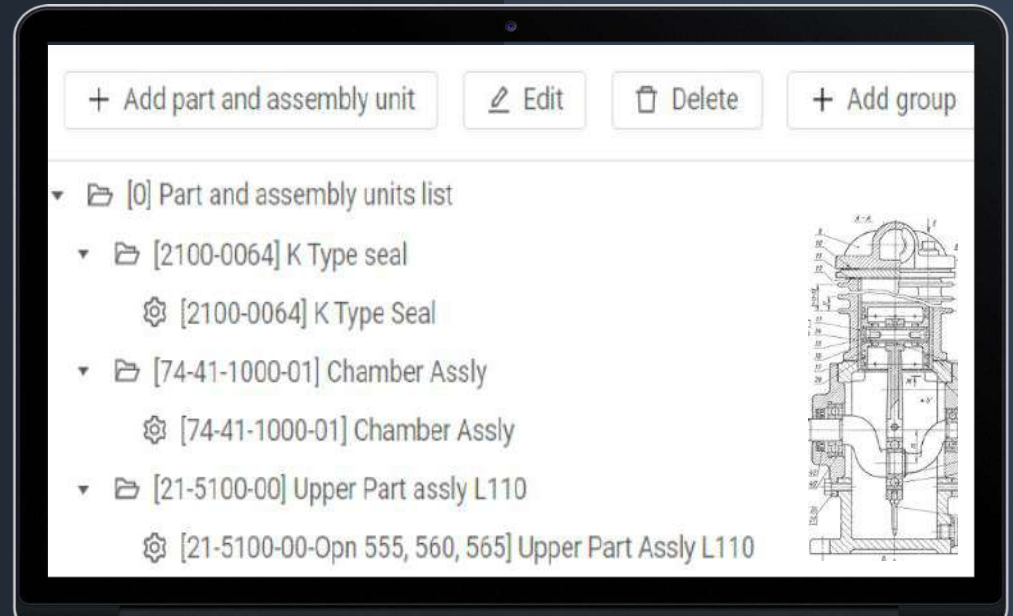 + Add part and assembly unit Edit Delete + Add group
[0] Part and assembly units list
[2100-0064] K Type seal
[2100-0064] K Type Seal
[74-41-1000-01] Chamber Assly
[74-41-1000-01] Chamber Assly
[21-5100-00] Upper Part assly L110
[21-5100-00-Opn 555, 560, 565] Upper Part Assly L110
A-A